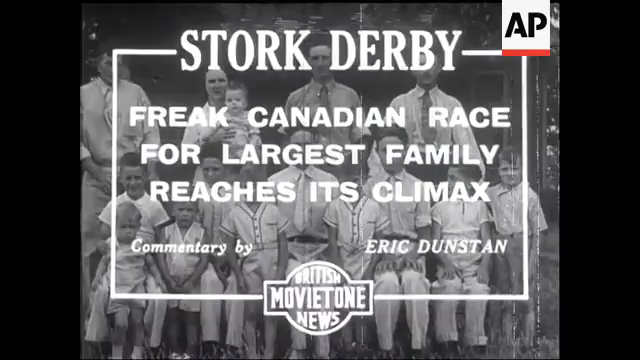 AP
STORK DERBY
FREAK CANADIAN RACE
FOR LARGEST FAMILY
REACHES ITS CLIMAX
Commentary by ERIC DUNSTAN
BRITISH
MOVIETONE
NEWS